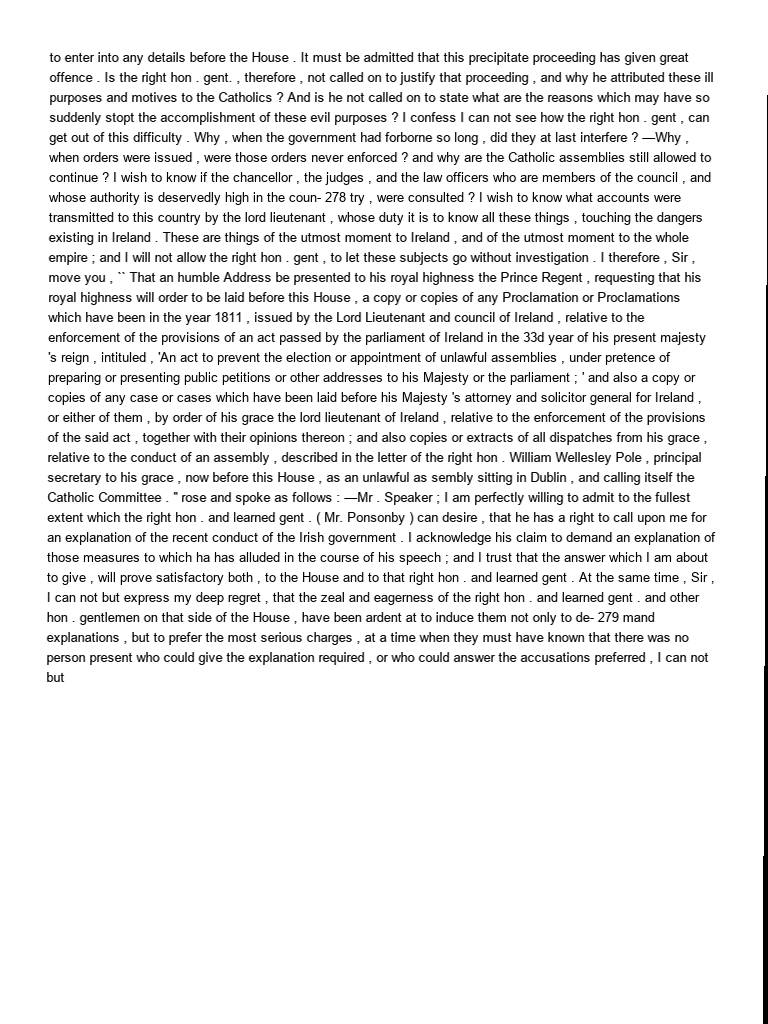 to enter into any details before the House . It must be admitted that this precipitate proceeding has given great
offence . Is the right hon . gent. , therefore , not called on to justify that proceeding , and why he attributed these ill
purposes and motives to the Catholics ? And is he not called on to state what are the reasons which may have so
suddenly stopt the accomplishment of these evil purposes ? I confess I can not see how the right hon . gent , can
get out of this difficulty . Why , when the government had forborne so long , did they at last interfere ? —Why ,
when orders were issued , were those orders never enforced ? and why are the Catholic assemblies still allowed to
continue ? I wish to know if the chancellor , the judges , and the law officers who are members of the council , and
whose authority is deservedly high in the coun- 278 try , were consulted ? I wish to know what accounts were
transmitted to this country by the lord lieutenant , whose duty it is to know all these things , touching the dangers
existing in Ireland . These are things of the utmost moment to Ireland , and of the utmost moment to the whole
empire ; and I will not allow the right hon . gent , to let these subjects go without investigation . I therefore , Sir ,
move you , `` That an humble Address be presented to his royal highness the Prince Regent , requesting that his
royal highness will order to be laid before this House , a copy or copies of any Proclamation or Proclamations
which have been in the year 1811 , issued by the Lord Lieutenant and council of Ireland , relative to the
enforcement of the provisions of an act passed by the parliament of Ireland in the 33d year of his present majesty
's reign , intituled , 'An act to prevent the election or appointment of unlawful assemblies , under pretence of
preparing or presenting public petitions or other addresses to his Majesty or the parliament ; ' and also a copy or
copies of any case or cases which have been laid before his Majesty 's attorney and solicitor general for Ireland ,
or either of them , by order of his grace the lord lieutenant of Ireland , relative to the enforcement of the provisions
of the said act , together with their opinions thereon ; and also copies or extracts of all dispatches from his grace ,
relative to the conduct of an assembly , described in the letter of the right hon . William Wellesley Pole , principal
secretary to his grace , now before this House , as an unlawful as sembly sitting in Dublin , and calling itself the
Catholic Committee . " rose and spoke as follows : —Mr . Speaker ; I am perfectly willing to admit to the fullest
extent which the right hon . and learned gent . ( Mr. Ponsonby ) can desire , that he has a right to call upon me for
an explanation of the recent conduct of the Irish government . I acknowledge his claim to demand an explanation of
those measures to which ha has alluded in the course of his speech ; and I trust that the answer which I am about
to give , will prove satisfactory both , to the House and to that right hon . and learned gent . At the same time , Sir ,
I can not but express my deep regret , that the zeal and eagerness of the right hon . and learned gent . and other
hon . gentlemen on that side of the House , have been ardent at to induce them not only to de- 279 mand
explanations , but to prefer the most serious charges , at a time when they must have known that there was no
person present who could give the explanation required , or who could answer the accusations preferred , I can not
but